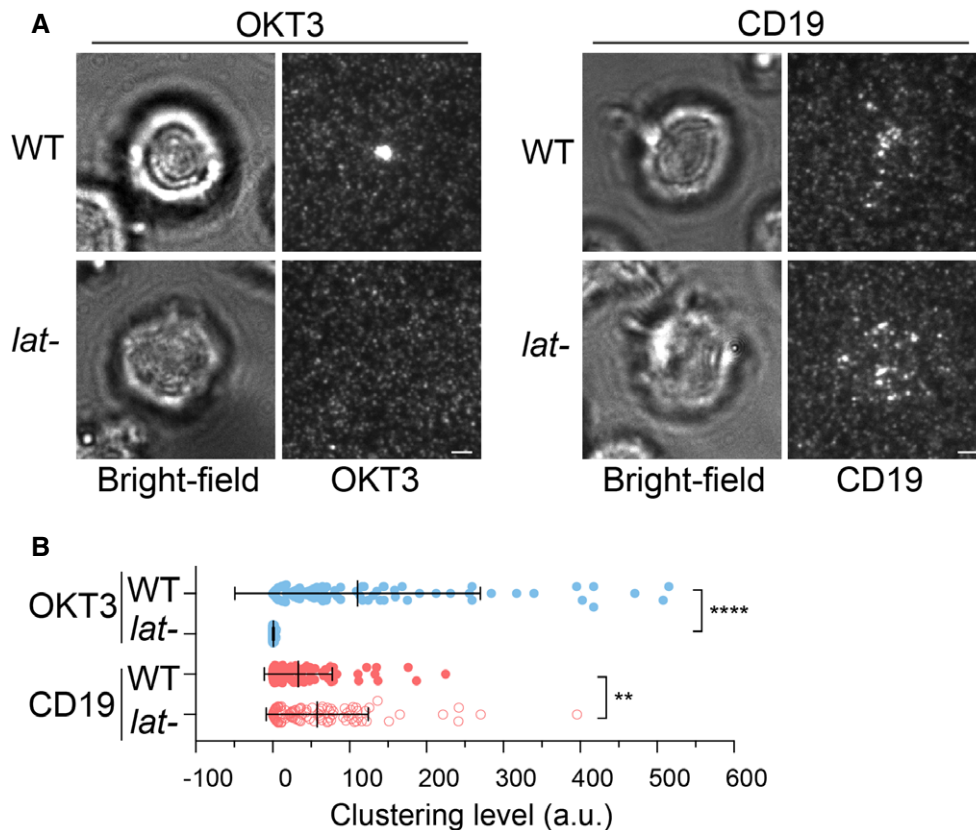 A
OKT3
CD19
WT
WT
lat-
lat-
Bright-field OKT3
Bright-field CD19
B
OKT3
WT
lat-
****
CD19
WT
lat-
**
-100 0 100 200 300 400 500 600
Clustering level (a.u.)